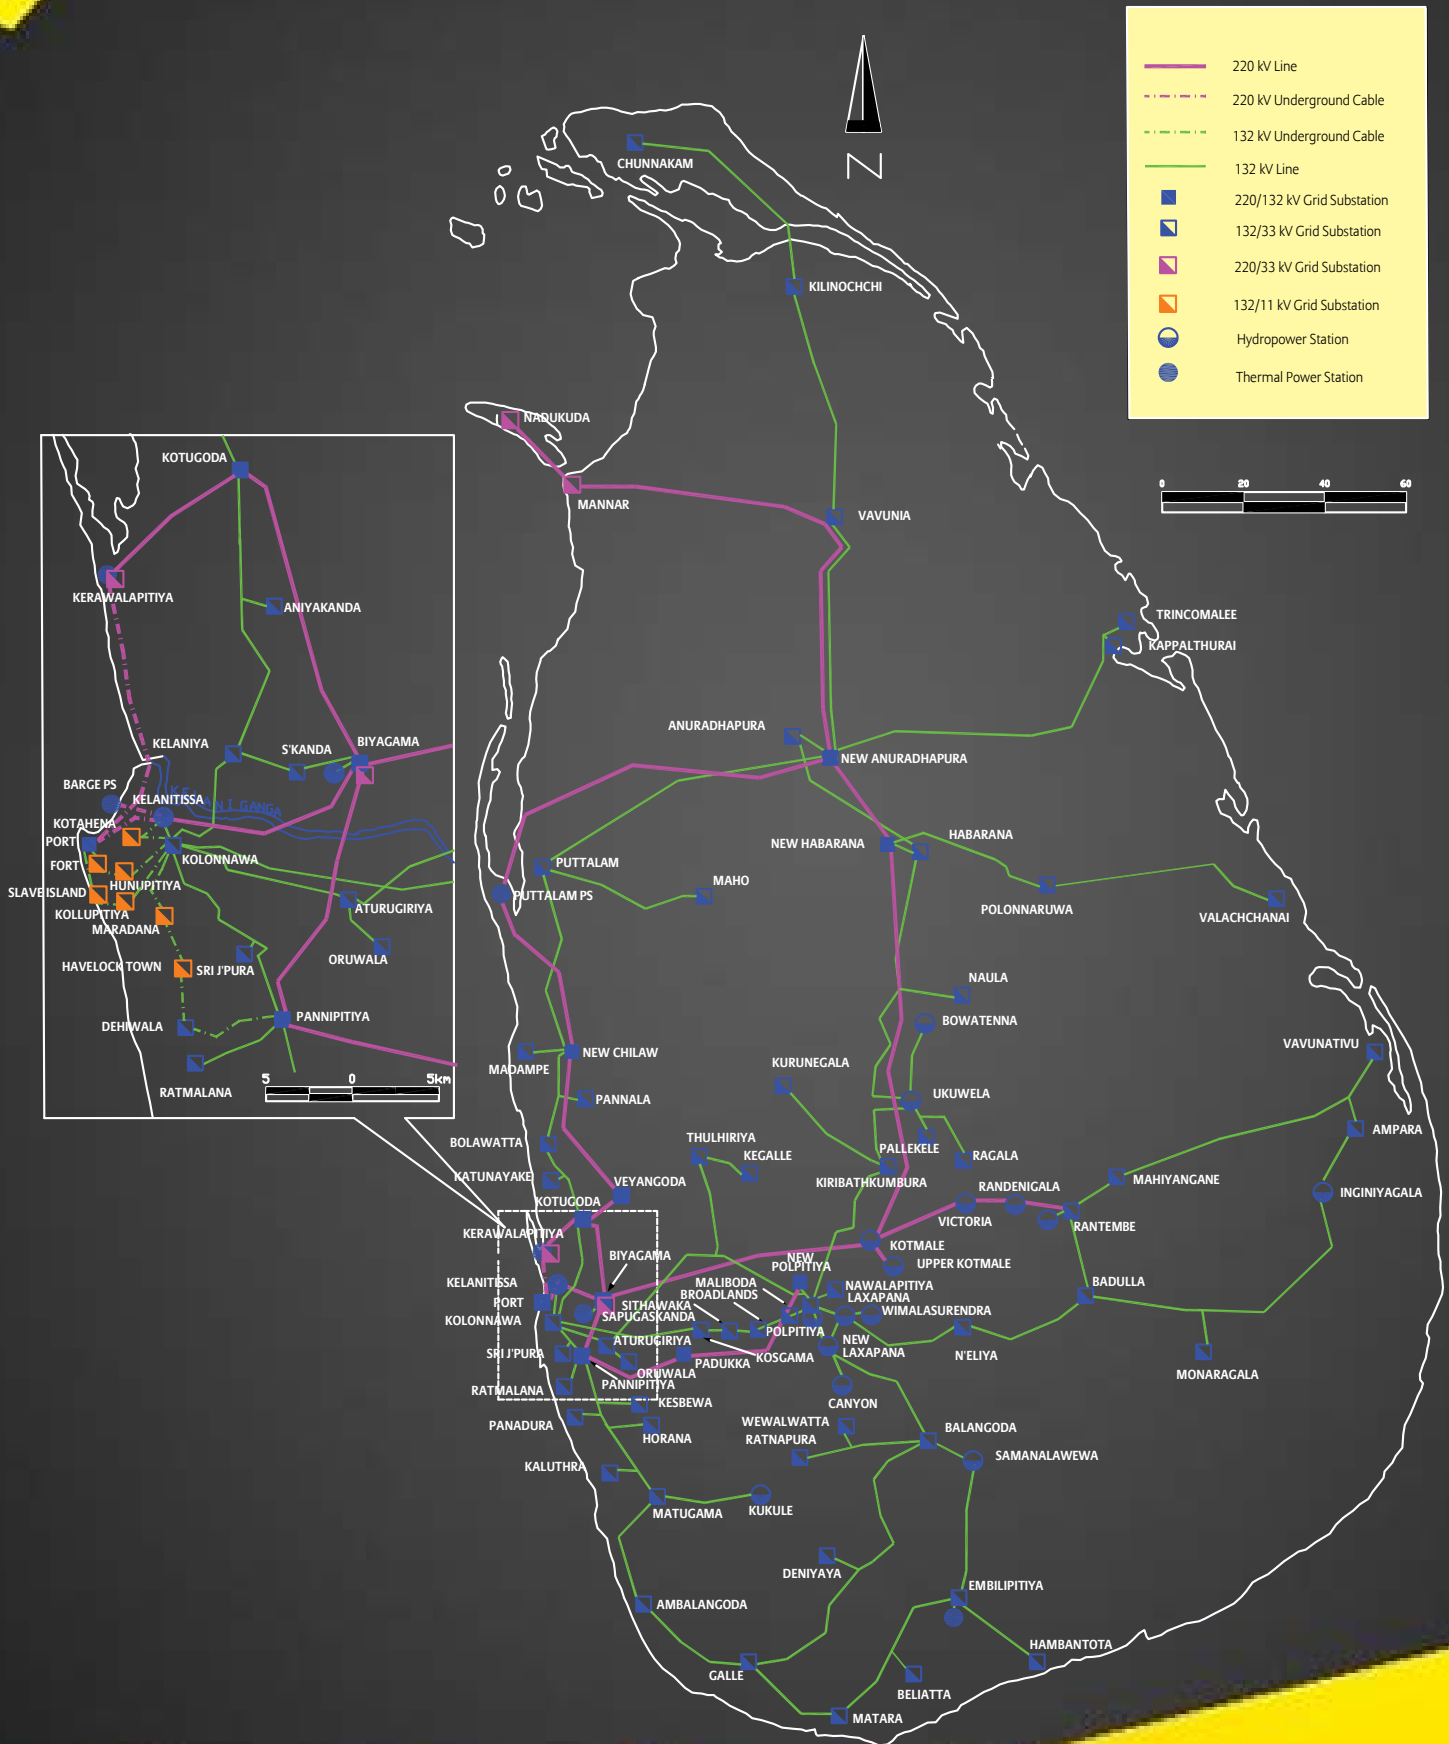 220 kV Line
220 kV Underground Cable
132 kV Underground Cable
132 kV Line
220/132 kV Grid Substation
132/33 kV Grid Substation
220/33 kV Grid Substation
132/11 kV Grid Substation
Hydropower Station
Thermal Power Station
N
0 20 40 60
CHUNNAKAM
KILINOCHCHI
NADUKUDA
MANNAR
VAVUNIA
TRINCOMALEE
KAPPALTHURAI
ANURADHAPURA
NEW ANURADHAPURA
NEW HABARANA
HABARANA
PUTTALAM
MAHO
PUTTALAM PS
POLONNARUWA
VALACHCHANAI
NAULA
BOWATENNA
VAVUNATIVU
NEW CHILAW
MADAMPE
KURUNEGALA
UKUWELA
PANNALA
AMPARA
BOLAWATTA
THULHIRIYA
KEGALLE
PALLEKELE
RAGALA
KATUNAYAKE
VEYANGODA
KIRIBATHKUMBURA
RANDENIGALA
MAHIYANGANE
INGINIYAGALA
KOTUGODA
VICTORIA
RANTEMBE
KERAWALAPITIYA
BIYAGAMA
KOTMALE
UPPER KOTMALE
NEW
POLPITIYA
KELANITISSA
MALIBODA
BROADLANDS
NAWALAPITIYA
LAXAPANA
BADULLA
PORT
SITHAWAKA
WIMALASURENDRA
KOLONNAWA
SAPUGASKANDA
POLPITIYA
ATURUGIRIYA
NEW
LAXAPANA
N'ELIYA
SRI J'PURA
PADUKKA
KOSGAMA
ORUWALA
MONARAGALA
RATMALANA
PANNIPITIYA
KESBEWA
CANYON
PANADURA
HORANA
WEWALWATTA
RATNAPURA
BALANGODA
SAMANALAWEWA
KALUTHRA
MATUGAMA
KUKULE
DENIYAYA
EMBILIPITIYA
AMBALANGODA
HAMBANTOTA
GALLE
BELIATTA
MATARA
KOTUGODA
KERAWALAPITIYA
ANIYAKANDA
KELANIYA
S'KANDA
BIYAGAMA
BARGE PS
KELANITISSA
KELANI GANGA
KOTAHENA
PORT
KOLONNAWA
FORT
HUNUPITIYA
SLAVE ISLAND
KOLLUPITIYA
ATURUGIRIYA
MARADANA
ORUWALA
HAVELOCK TOWN
SRI J'PURA
DEHIWALA
PANNIPITIYA
RATMALANA
5 0 5km